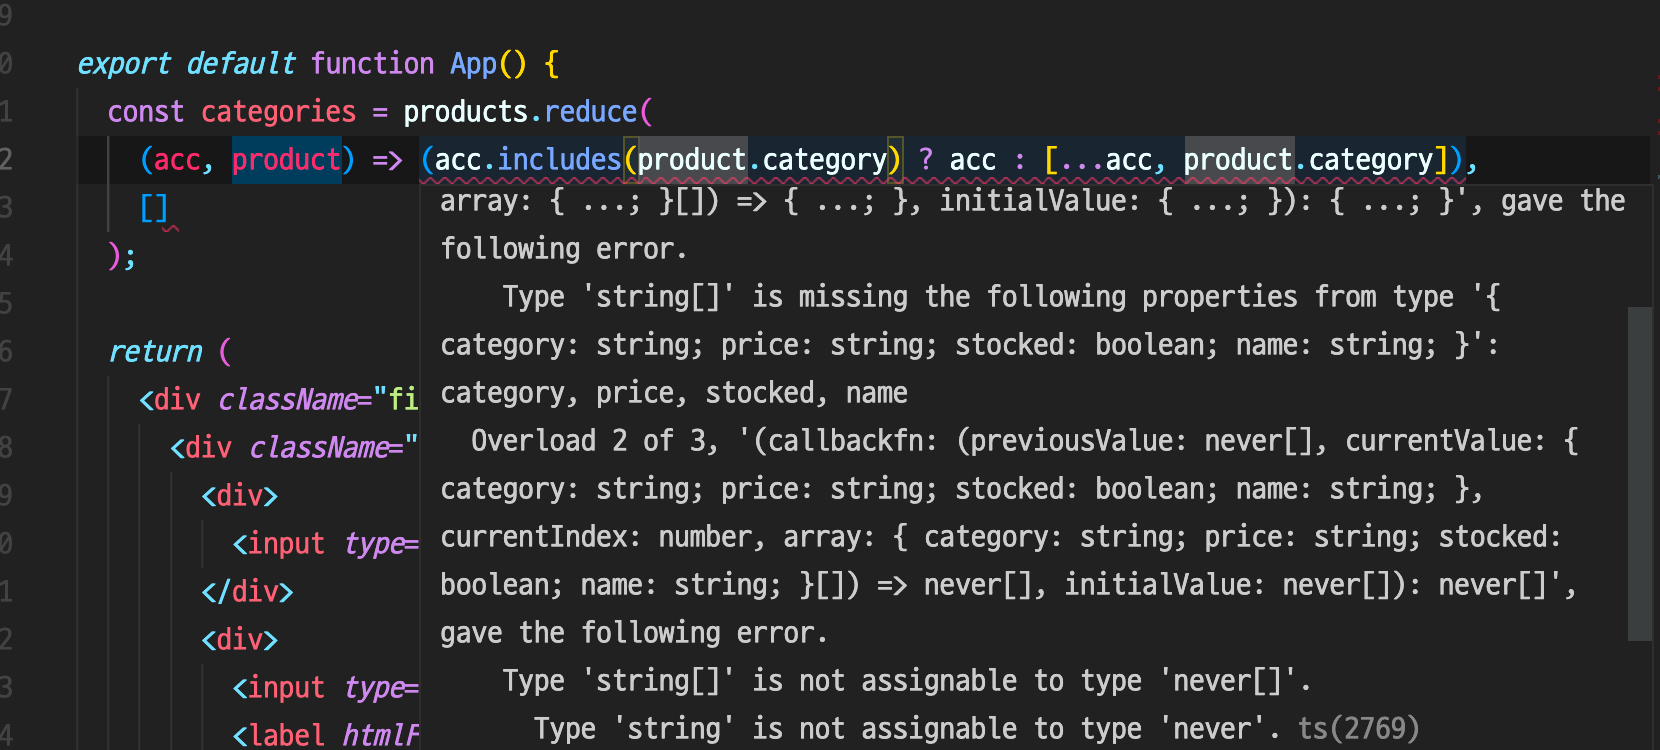 9
0 export default function App() {
1 const categories = products.reduce(
2 (acc, product) => (acc.includes(product.category) ? acc : [...acc, product.category]),
3 []
4 );
5
6 return (
7 <div className="fi
8 <div className="
9 <div>
0 <input type=
1 </div>
2 <div>
3 <input type=
4 <label htmlF
array: { ...; }[]) => { ...; }, initialValue: { ...; }): { ...; }', gave the
following error.
Type 'string[]' is missing the following properties from type '{
category: string; price: string; stocked: boolean; name: string; }':
category, price, stocked, name
Overload 2 of 3, '(callbackfn: (previousValue: never[], currentValue: {
category: string; price: string; stocked: boolean; name: string; },
currentIndex: number, array: { category: string; price: string; stocked:
boolean; name: string; }[]) => never[], initialValue: never[]): never[]',
gave the following error.
Type 'string[]' is not assignable to type 'never[]'.
Type 'string' is not assignable to type 'never'. ts(2769)